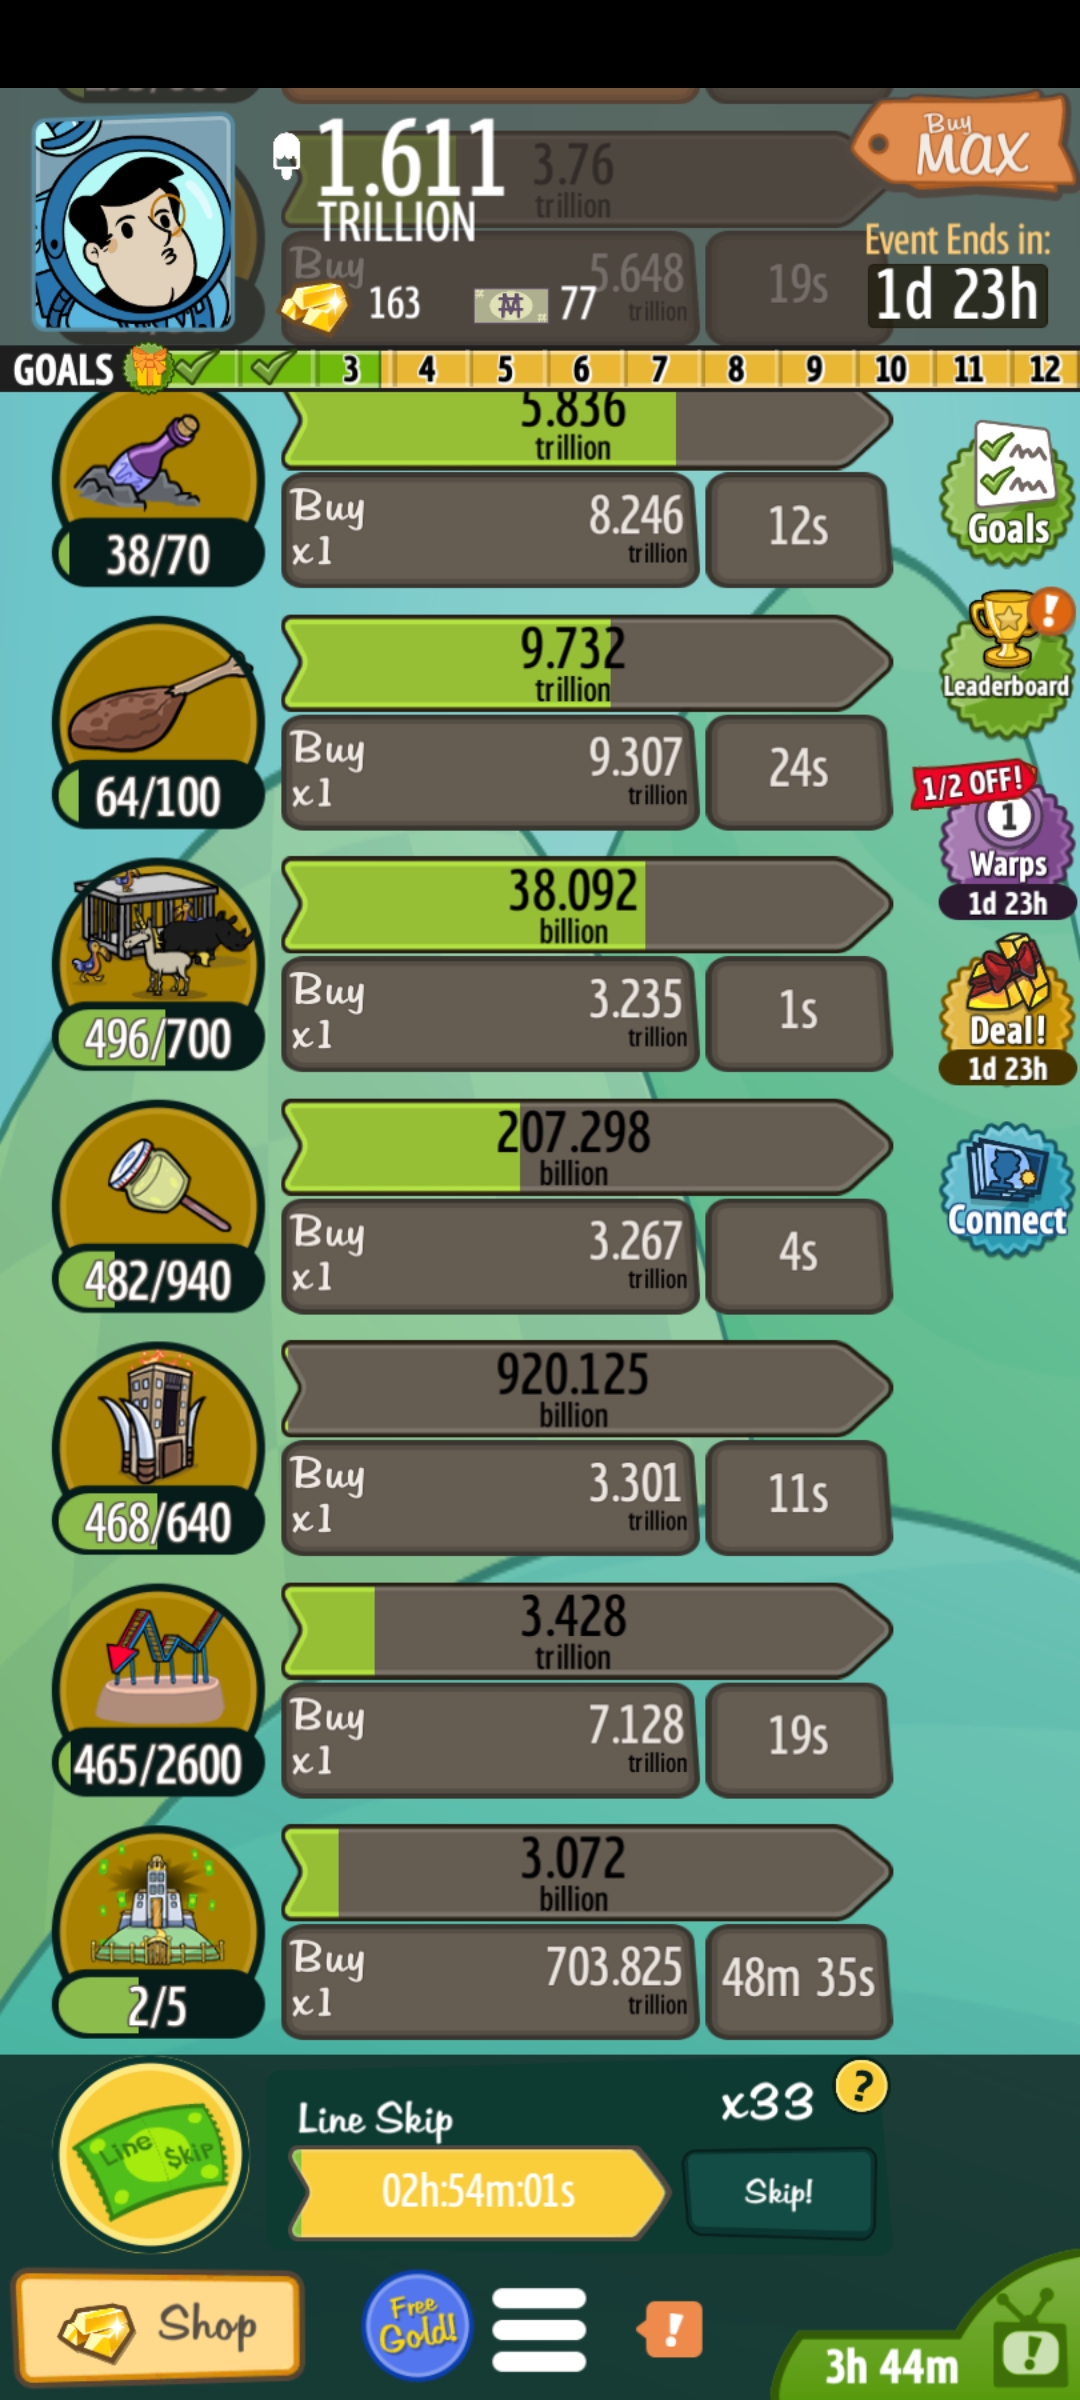 1.611
TRILLION
Buy
MAX
3.76
trillion
Buy
5.648
trillion
19s
163
77
Event Ends in:
1d 23h
GOALS
3 4 5 6 7 8 9 10 11 12
5.836
trillion
38/70
Buy
x1
8.246
trillion
12s
Goals
9.732
trillion
64/100
Buy
x1
9.307
trillion
24s
Leaderboard
1/2 OFF!
1
Warps
1d 23h
38.092
billion
496/700
Buy
x1
3.235
trillion
1s
Deal!
1d 23h
207.298
billion
482/940
Buy
x1
3.267
trillion
4s
Connect
920.125
billion
468/640
Buy
x1
3.301
trillion
11s
3.428
trillion
465/2600
Buy
x1
7.128
trillion
19s
3.072
billion
2/5
Buy
x1
703.825
trillion
48m 35s
Line $kip
Line Skip
02h:54m:01s
x33
?
Skip!
Shop
Free
Gold!
!
3h 44m
!